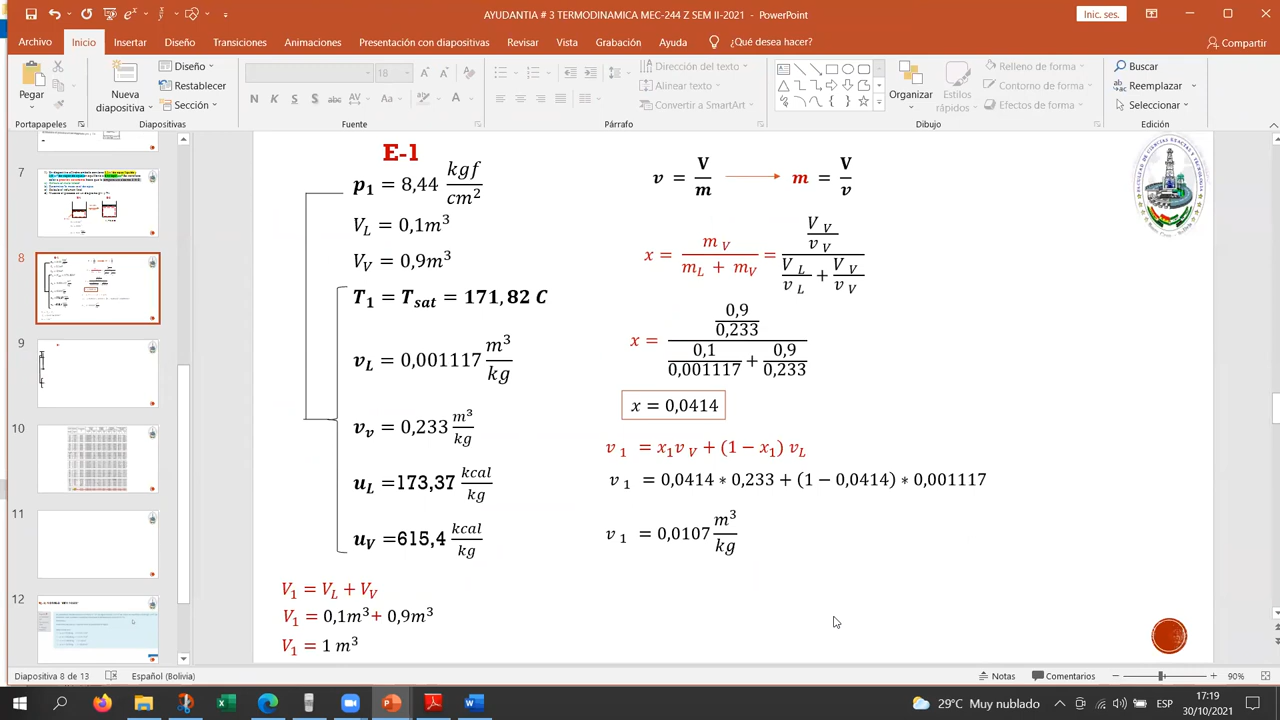 AYUDANTIA # 3 TERMODINAMICA MEC-244 Z SEM II-2021 - PowerPoint
Inic. ses.
Archivo Inicio Insertar Diseño Transiciones Animaciones Presentación con diapositivas Revisar Vista Grabación Ayuda ¿Qué desea hacer? Compartir
Pegar
Nueva diapositiva
Diseño
Restablecer
Sección
18
N K S S abc AV Aa A
Dirección del texto
Alinear texto
Convertir a SmartArt
Organizar
Estilos rápidos
Relleno de forma
Contorno de forma
Efectos de forma
Buscar
Reemplazar
Seleccionar
Portapapeles Diapositivas Fuente Párrafo Dibujo Edición
7
8
9
10
11
12
E-1
p₁ = 8,44 kgf/cm²
V_L = 0,1m³
V_V = 0,9m³
T₁ = T_sat = 171,82 C
v_L = 0,001117 m³/kg
v_v = 0,233 m³/kg
u_L =173,37 kcal/kg
u_V =615,4 kcal/kg
V₁ = V_L + V_V
V₁ = 0,1m³+ 0,9m³
V₁ = 1 m³
v = V/m → m = V/v
x = m_V/(m_L + m_V) = (V_V/v_V)/(V_L/v_L + V_V/v_V)
x = (0,9/0,233)/(0,1/0,001117 + 0,9/0,233)
x = 0,0414
v₁ = x₁v_V + (1 − x₁) v_L
v₁ = 0,0414 ∗ 0,233 + (1 − 0,0414) ∗ 0,001117
v₁ = 0,0107 m³/kg
Diapositiva 8 de 13 Español (Bolivia) Notas Comentarios 90%
29°C Muy nublado ESP 17:19
30/10/2021